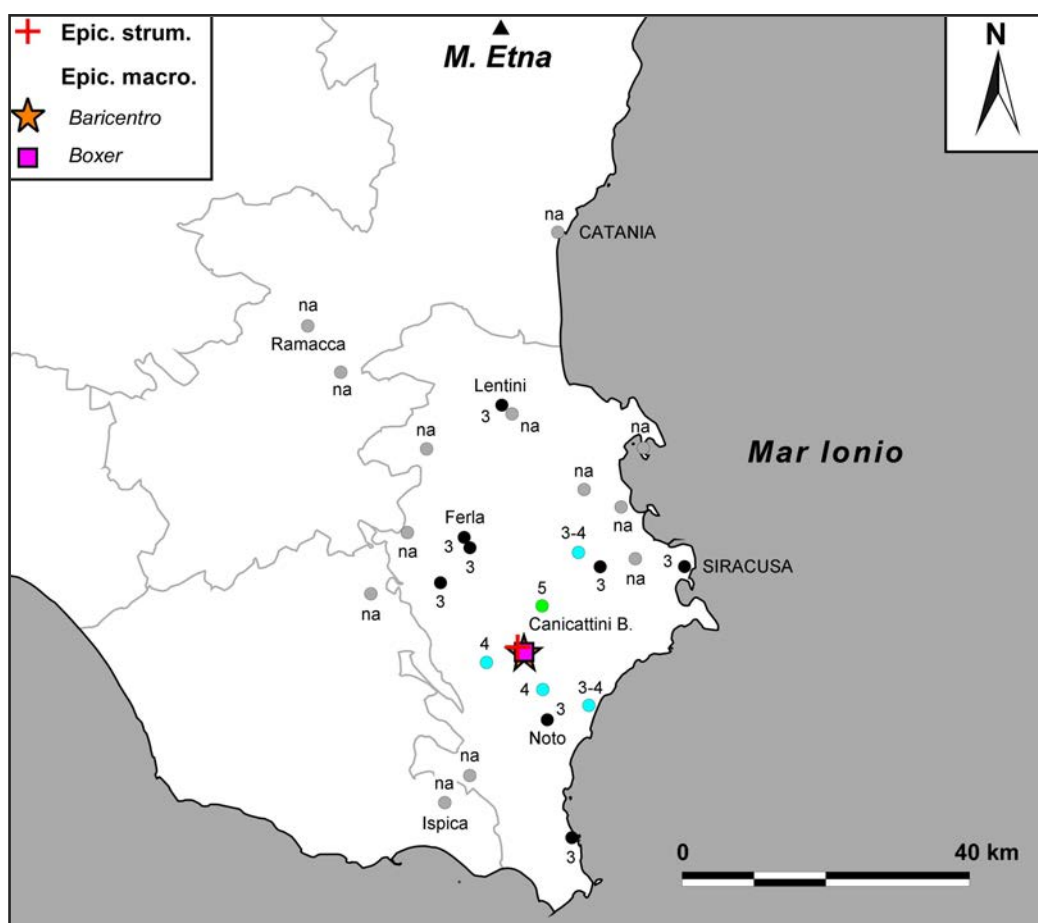 Epic. strum.
Epic. macro.
Baricentro
Boxer
M. Etna
N
na
CATANIA
na
Ramacca
na
Lentini
3
na
na
na
Mar Ionio
na
na
Ferla
3
3
na
3-4
3
na
3
SIRACUSA
3
na
5
Canicattini B.
4
4
3-4
3
Noto
na
na
Ispica
3
0
40 km